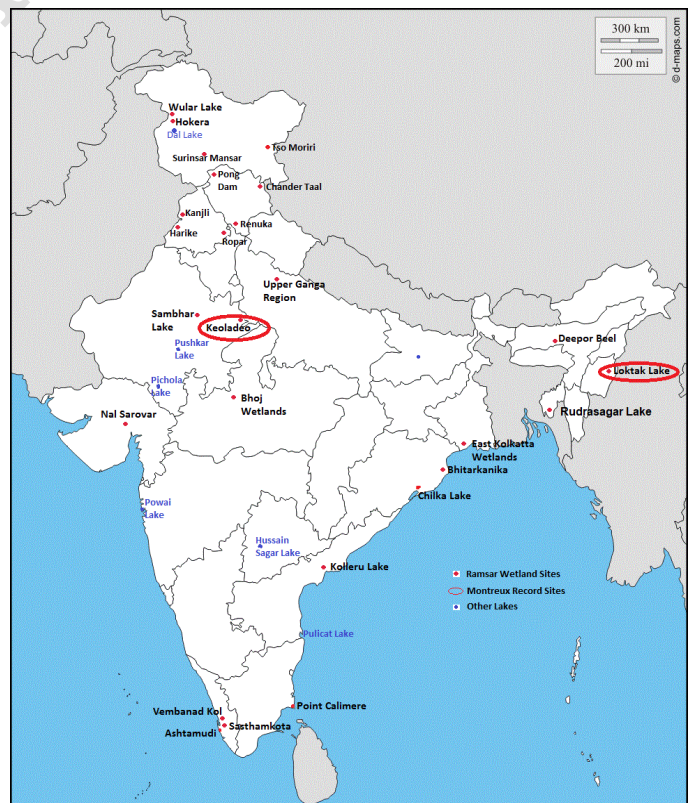 300 km
200 mi
© d-maps.com
Wular Lake
Hokera
Dal Lake
Tso Moriri
Surinsar Mansar
Pong
Dam
Chander Taal
Kanjli
Renuka
Harike
Ropar
Upper Ganga
Region
Sambhar
Lake
Keoladeo
Pushkar
Lake
Deepor Beel
Loktak Lake
Pichola
Lake
Bhoj
Wetlands
Rudrasagar Lake
Nal Sarovar
East Kolkatta
Wetlands
Bhitarkanika
Chilka Lake
Powai
Lake
Hussain
Sagar Lake
Kolleru Lake
Ramsar Wetland Sites
Montreux Record Sites
Other Lakes
Pulicat Lake
Point Calimere
Vembanad Kol
Sasthamkota
Ashtamudi